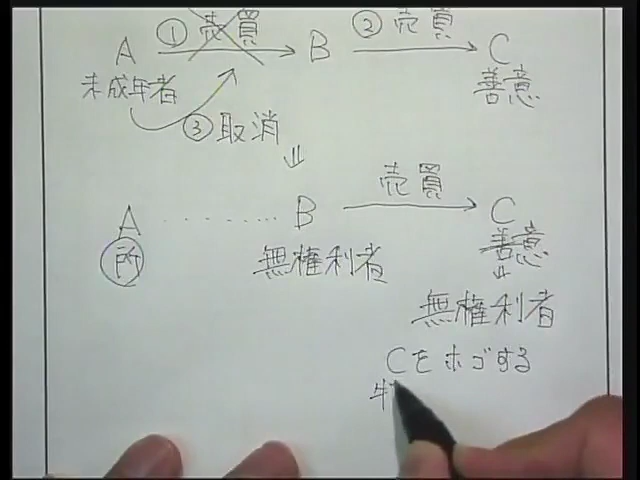 ① 売買 ② 売買
A → B → C
未成年者 善意
③取消
⇓
売買
A ········· B → C
所 無権利者 善意
⇓
無権利者
Cをホゴする